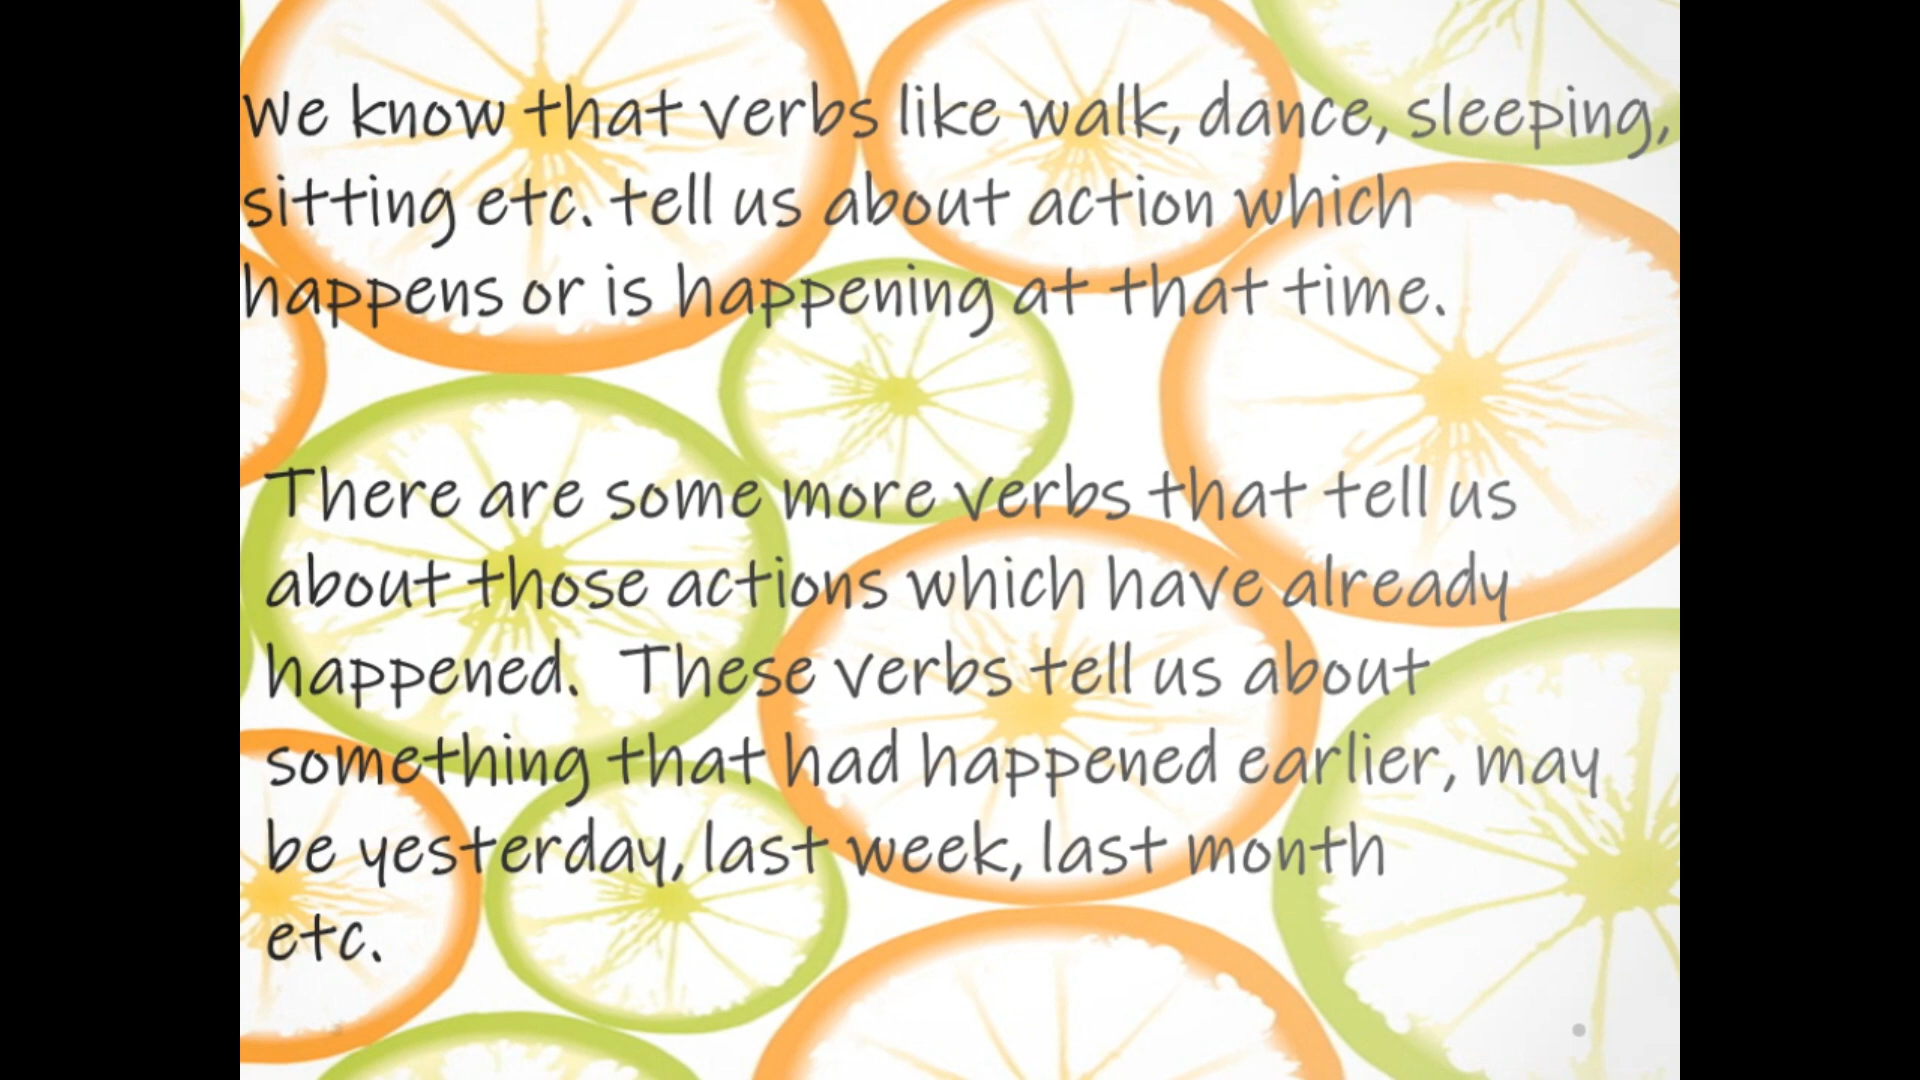 We know that verbs like walk, dance, sleeping,
sitting etc. tell us about action which
happens or is happening at that time.
There are some more verbs that tell us
about those actions which have already
happened.  These verbs tell us about
something that had happened earlier, may
be yesterday, last week, last month
etc.